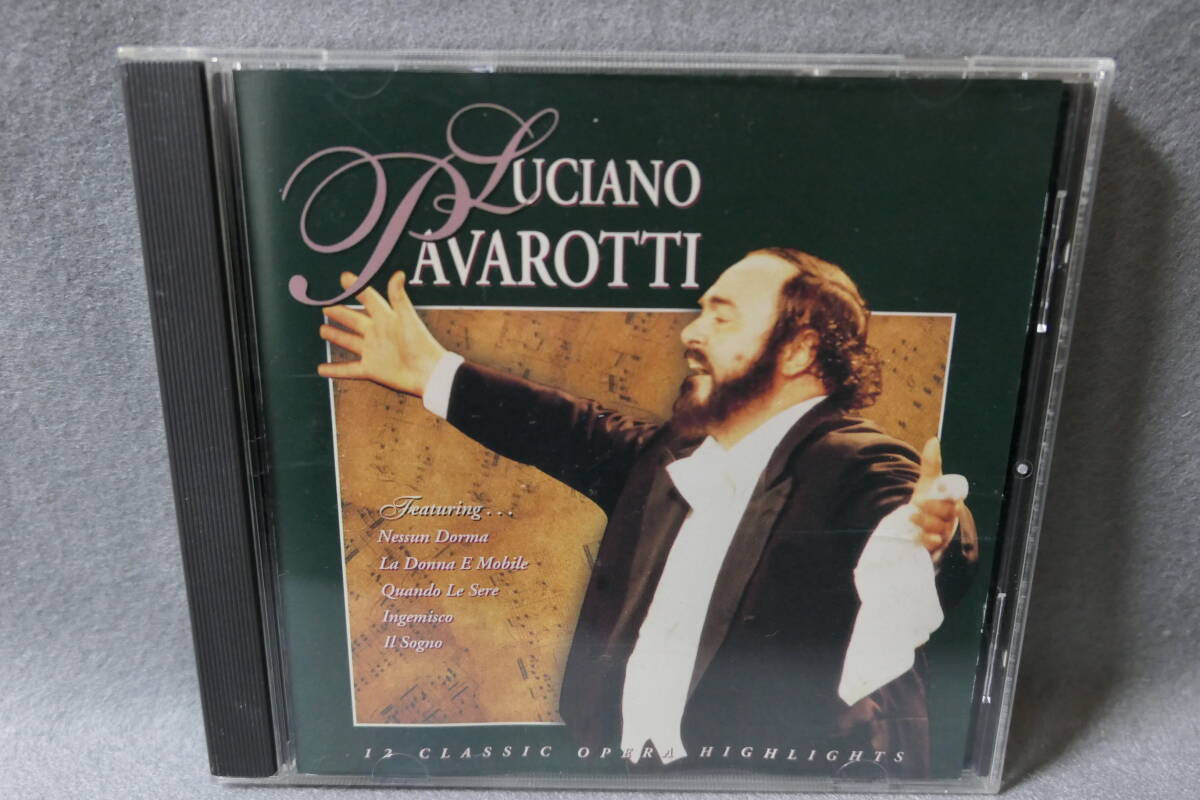 LUCIANO
PAVAROTTI
Featuring...
Nessun Dorma
La Donna E Mobile
Quando Le Sere
Ingemisco
Il Sogno
12 CLASSIC OPERA HIGHLIGHTS